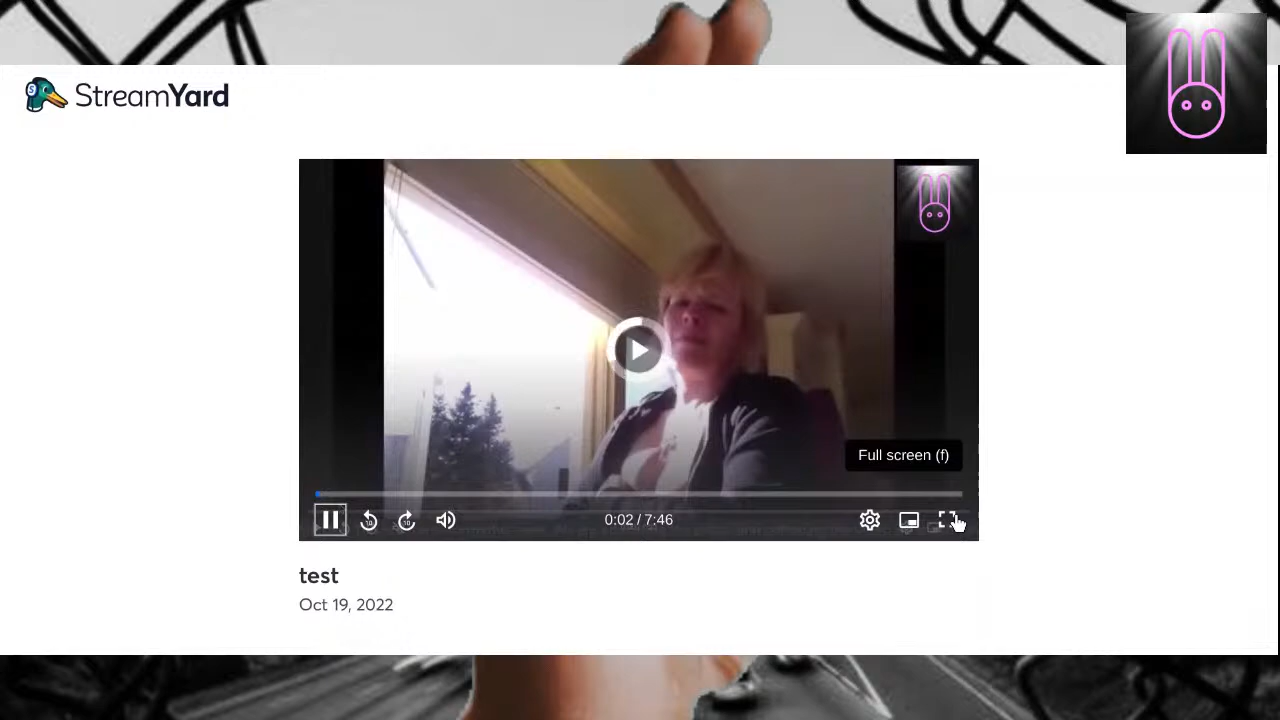 StreamYard
Full screen (f)
0:02 / 7:46
test
Oct 19, 2022